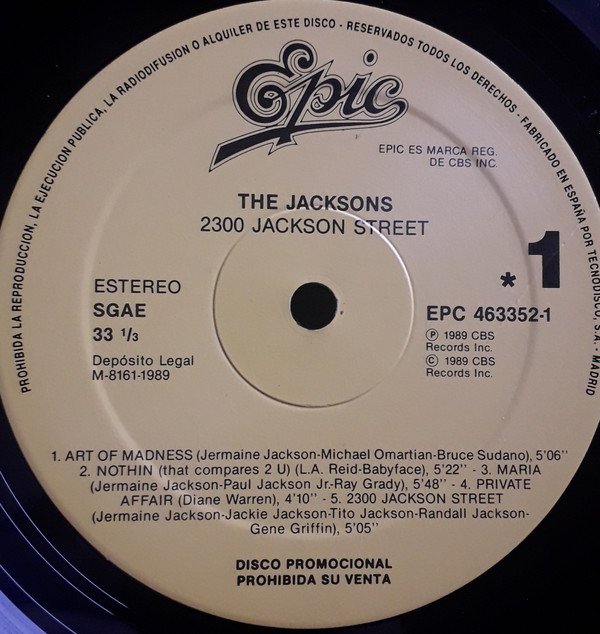 PROHIBIDA LA REPRODUCCION, LA EJECUCION PUBLICA, LA RADIODIFUSION O ALQUILER DE ESTE DISCO - RESERVADOS TODOS LOS DERECHOS - FABRICADO EN ESPAÑA POR TECNODISCO, S.A. - MADRID
Epic
EPIC ES MARCA REG.
DE CBS INC.
THE JACKSONS
2300 JACKSON STREET
* 1
ESTEREO
SGAE
33 1/3
Depósito Legal
M-8161-1989
EPC 463352-1
Ⓟ 1989 CBS
Records Inc.
© 1989 CBS
Records Inc.
1. ART OF MADNESS (Jermaine Jackson-Michael Omartian-Bruce Sudano), 5'06"
2. NOTHIN (that compares 2 U) (L.A. Reid-Babyface), 5'22" - 3. MARIA
(Jermaine Jackson-Paul Jackson Jr.-Ray Grady), 5'48" - 4. PRIVATE
AFFAIR (Diane Warren), 4'10" - 5. 2300 JACKSON STREET
(Jermaine Jackson-Jackie Jackson-Tito Jackson-Randall Jackson-
Gene Griffin), 5'05"
DISCO PROMOCIONAL
PROHIBIDA SU VENTA